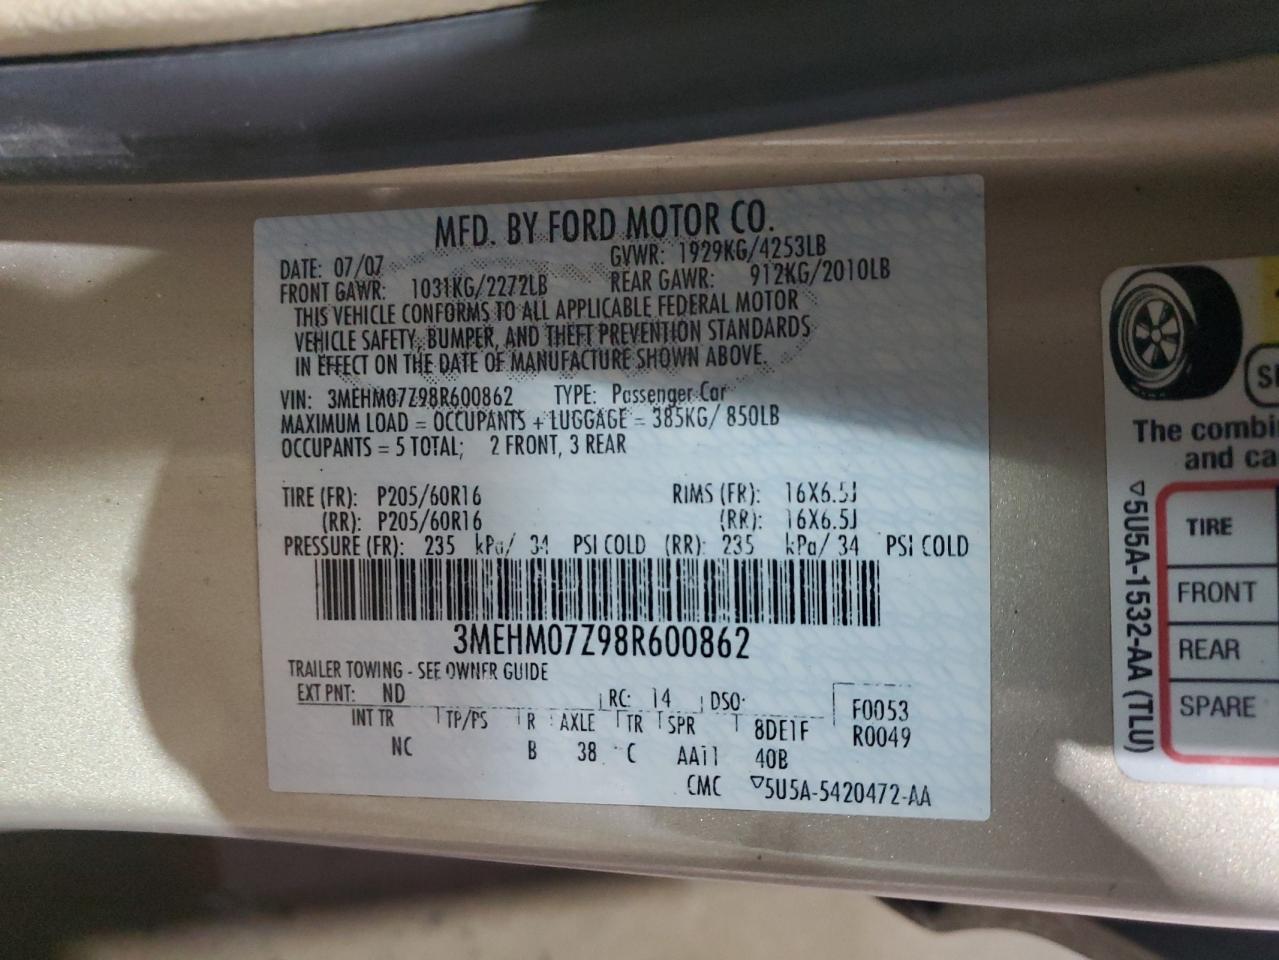 MFD. BY FORD MOTOR CO.
DATE: 07/07 GVWR: 1929KG/4253LB
FRONT GAWR: 1031KG/2272LB REAR GAWR: 912KG/2010LB
THIS VEHICLE CONFORMS TO ALL APPLICABLE FEDERAL MOTOR
VEHICLE SAFETY, BUMPER, AND THEFT PREVENTION STANDARDS
IN EFFECT ON THE DATE OF MANUFACTURE SHOWN ABOVE.
VIN: 3MEHM07Z98R600862 TYPE: Passenger Car
MAXIMUM LOAD = OCCUPANTS + LUGGAGE = 385KG/ 850LB
OCCUPANTS = 5 TOTAL; 2 FRONT, 3 REAR
TIRE (FR): P205/60R16 RIMS (FR): 16X6.5J
(RR): P205/60R16 (RR): 16X6.5J
PRESSURE (FR): 235 kPa/ 34 PSI COLD (RR): 235 kPa/ 34 PSI COLD
3MEHM07Z98R600862
TRAILER TOWING - SEE OWNER GUIDE
EXT PNT: ND RC: 14 DSO: F0053
INT TR TP/PS R AXLE TR SPR 8DE1F R0049
NC B 38 C AA11 40B
CMC ▽5U5A-5420472-AA
The combi
and ca
TIRE
FRONT
REAR
SPARE
▽5U5A-1532-AA (TLU)